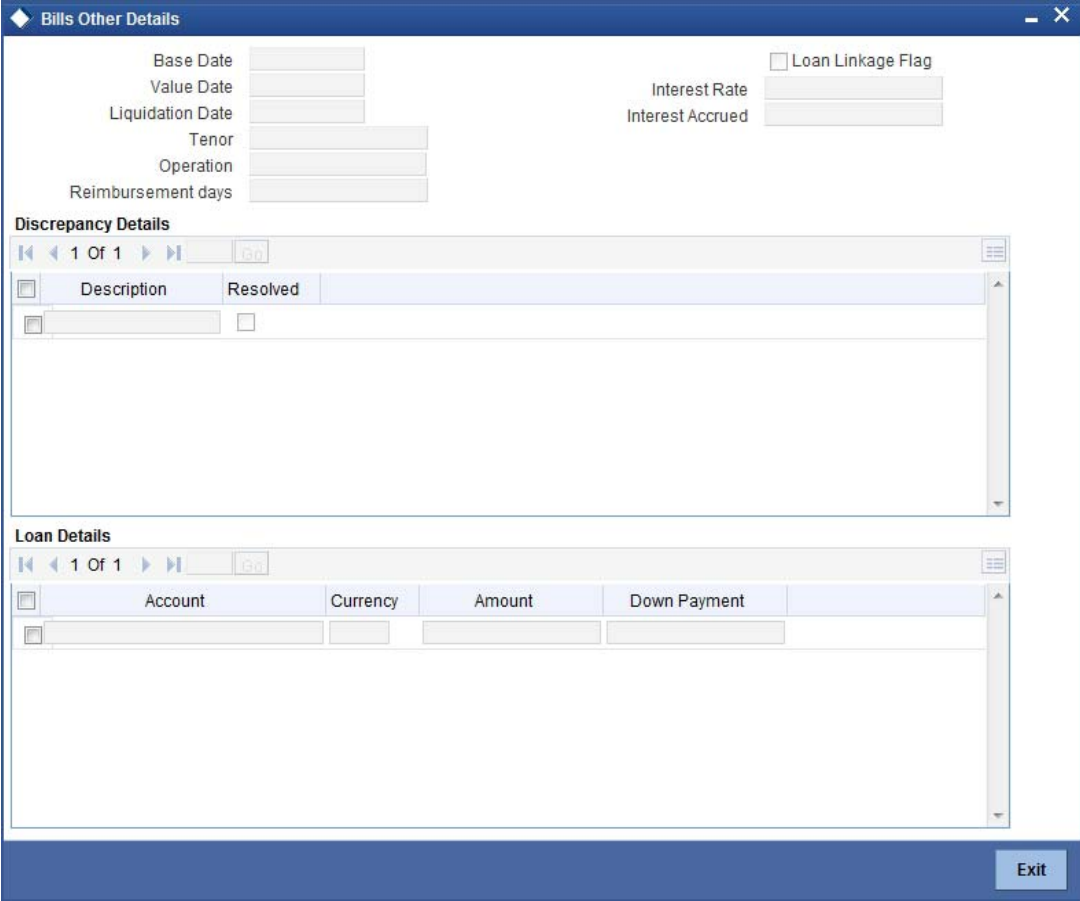 Bills Other Details
Base Date
Value Date
Liquidation Date
Tenor
Operation
Reimbursement days
Loan Linkage Flag
Interest Rate
Interest Accrued
Discrepancy Details
1 Of 1 Go
Description Resolved
Loan Details
1 Of 1 Go
Account Currency Amount Down Payment
Exit